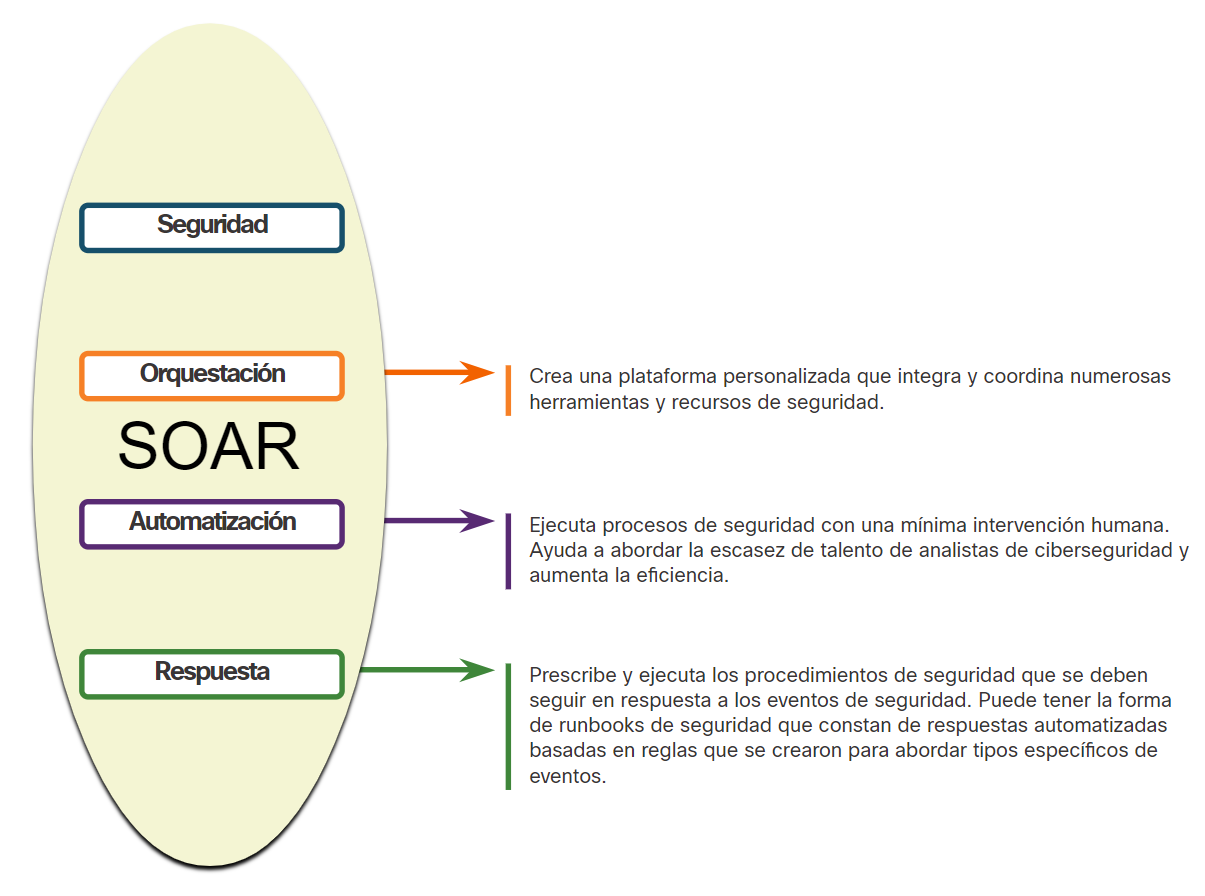 Seguridad
Orquestación
Crea una plataforma personalizada que integra y coordina numerosas
herramientas y recursos de seguridad.
SOAR
Automatización
Ejecuta procesos de seguridad con una mínima intervención humana.
Ayuda a abordar la escasez de talento de analistas de ciberseguridad y
aumenta la eficiencia.
Respuesta
Prescribe y ejecuta los procedimientos de seguridad que se deben
seguir en respuesta a los eventos de seguridad. Puede tener la forma
de runbooks de seguridad que constan de respuestas automatizadas
basadas en reglas que se crearon para abordar tipos específicos de
eventos.